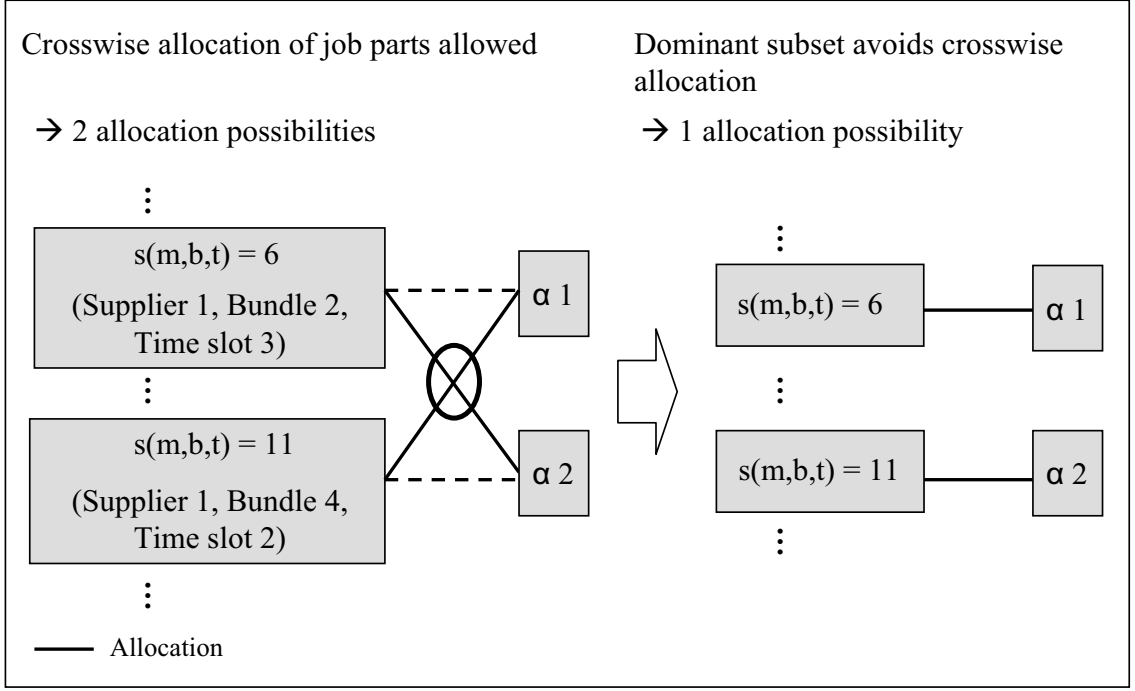 Crosswise allocation of job parts allowed
→ 2 allocation possibilities
⋮
s(m,b,t) = 6
(Supplier 1, Bundle 2,
Time slot 3)
⋮
s(m,b,t) = 11
(Supplier 1, Bundle 4,
Time slot 2)
⋮
α 1
α 2
Allocation
Dominant subset avoids crosswise
allocation
→ 1 allocation possibility
⋮
s(m,b,t) = 6
α 1
⋮
s(m,b,t) = 11
α 2
⋮